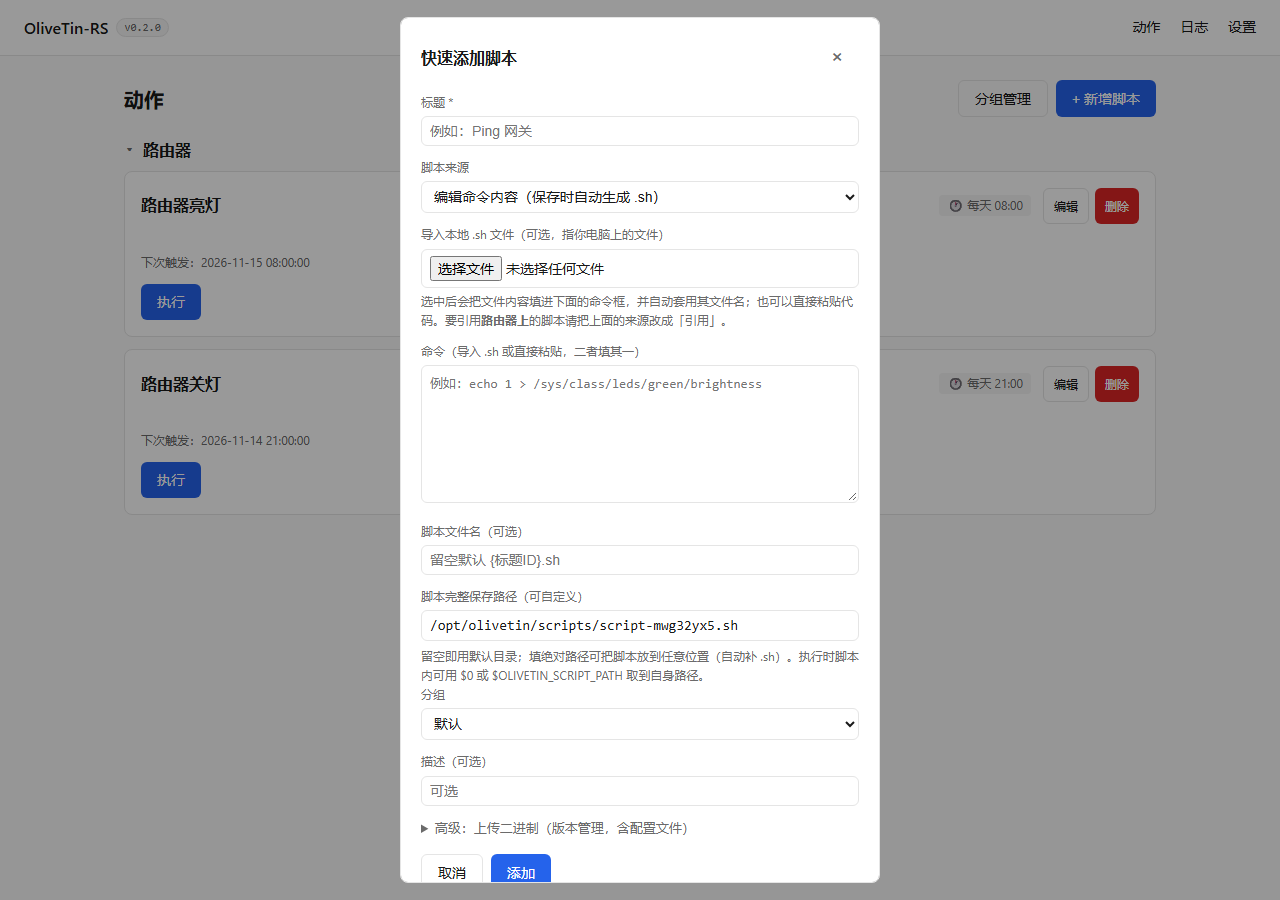 OliveTin-RS v0.2.0
动作 日志 设置
动作
分组管理
+ 新增脚本
路由器
路由器亮灯
每天 08:00
编辑
删除
下次触发：2026-11-15 08:00:00
执行
路由器关灯
每天 21:00
编辑
删除
下次触发：2026-11-14 21:00:00
执行
快速添加脚本
×
标题 *
例如：Ping 网关
脚本来源
编辑命令内容（保存时自动生成 .sh）
导入本地 .sh 文件（可选，指你电脑上的文件）
选择文件 未选择任何文件
选中后会把文件内容填进下面的命令框，并自动套用其文件名；也可以直接粘贴代
码。要引用路由器上的脚本请把上面的来源改成「引用」。
命令（导入 .sh 或直接粘贴，二者填其一）
例如：echo 1 > /sys/class/leds/green/brightness
脚本文件名（可选）
留空默认 {标题ID}.sh
脚本完整保存路径（可自定义）
/opt/olivetin/scripts/script-mwg32yx5.sh
留空即用默认目录；填绝对路径可把脚本放到任意位置（自动补 .sh）。执行时脚本
内可用 $0 或 $OLIVETIN_SCRIPT_PATH 取到自身路径。
分组
默认
描述（可选）
可选
高级：上传二进制（版本管理，含配置文件）
取消
添加